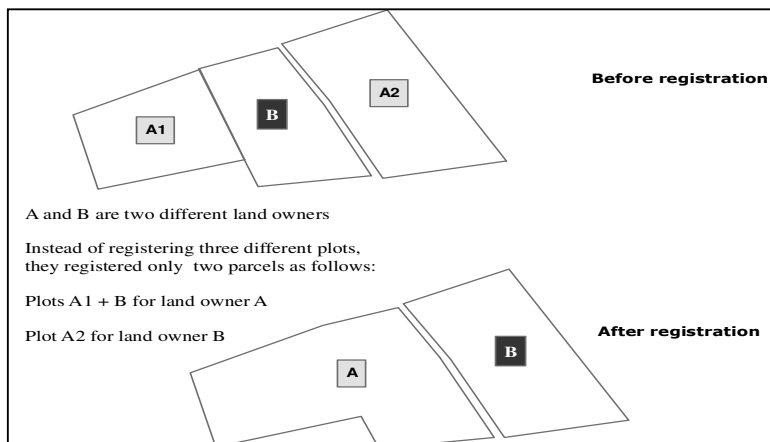 Before registration
A1
B
A2
A and B are two different land owners
Instead of registering three different plots,
they registered only two parcels as follows:
Plots A1 + B for land owner A
Plot A2 for land owner B
After registration
A
B